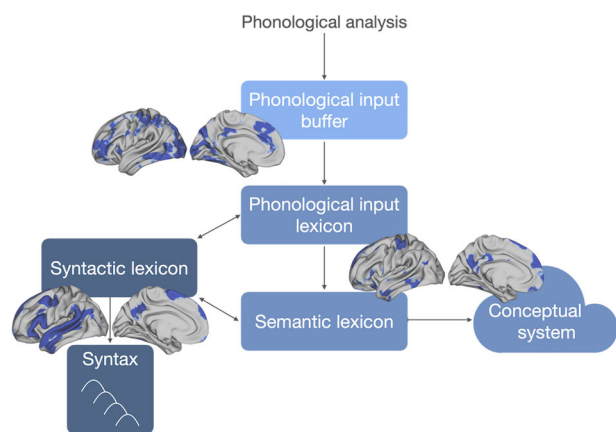 Phonological analysis
Phonological input
buffer
Phonological input
lexicon
Syntactic lexicon
Semantic lexicon
Conceptual
system
Syntax